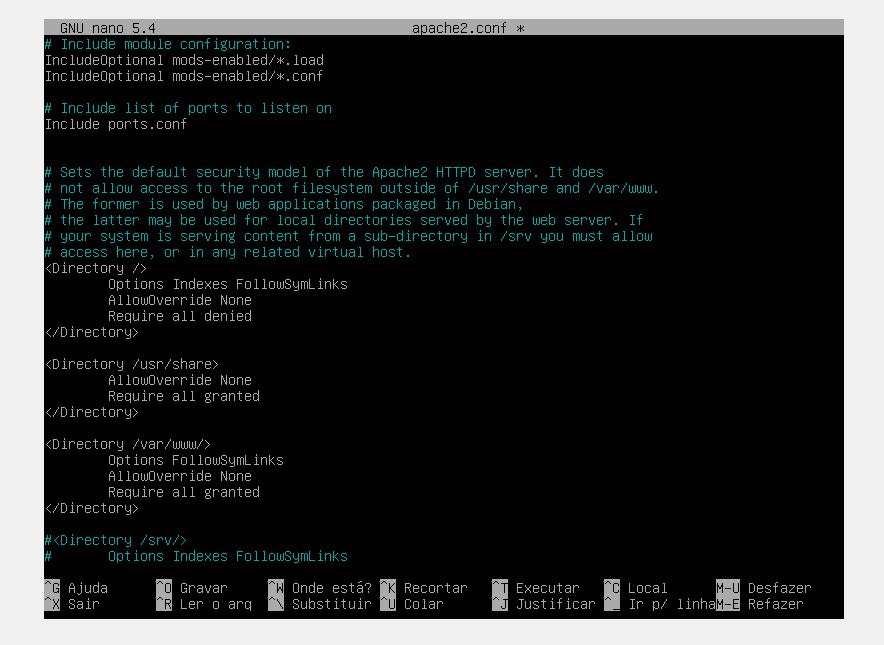 GNU nano 5.4 apache2.conf *
# Include module configuration:
IncludeOptional mods-enabled/*.load
IncludeOptional mods-enabled/*.conf
# Include list of ports to listen on
Include ports.conf
# Sets the default security model of the Apache2 HTTPD server. It does
# not allow access to the root filesystem outside of /usr/share and /var/www.
# The former is used by web applications packaged in Debian,
# the latter may be used for local directories served by the web server. If
# your system is serving content from a sub-directory in /srv you must allow
# access here, or in any related virtual host.
<Directory />
Options Indexes FollowSymLinks
AllowOverride None
Require all denied
</Directory>
<Directory /usr/share>
AllowOverride None
Require all granted
</Directory>
<Directory /var/www/>
Options FollowSymLinks
AllowOverride None
Require all granted
</Directory>
#<Directory /srv/>
# Options Indexes FollowSymLinks
^G Ajuda ^O Gravar ^W Onde está? ^K Recortar ^T Executar ^C Local M-U Desfazer
^X Sair ^R Ler o arq ^\ Substituir ^U Colar ^J Justificar ^_ Ir p/ linha M-E Refazer